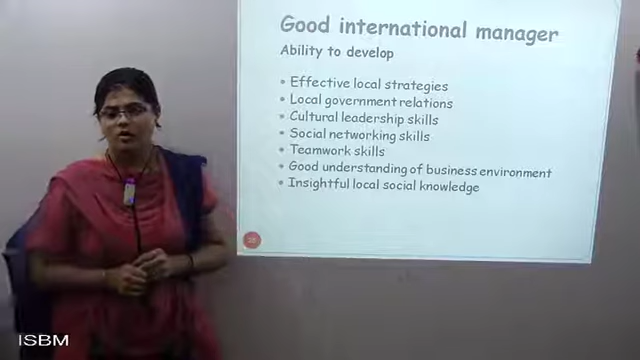 Good international manager
Ability to develop
• Effective local strategies
• Local government relations
• Cultural leadership skills
• Social networking skills
• Teamwork skills
• Good understanding of business environment
• Insightful local social knowledge
ISBM